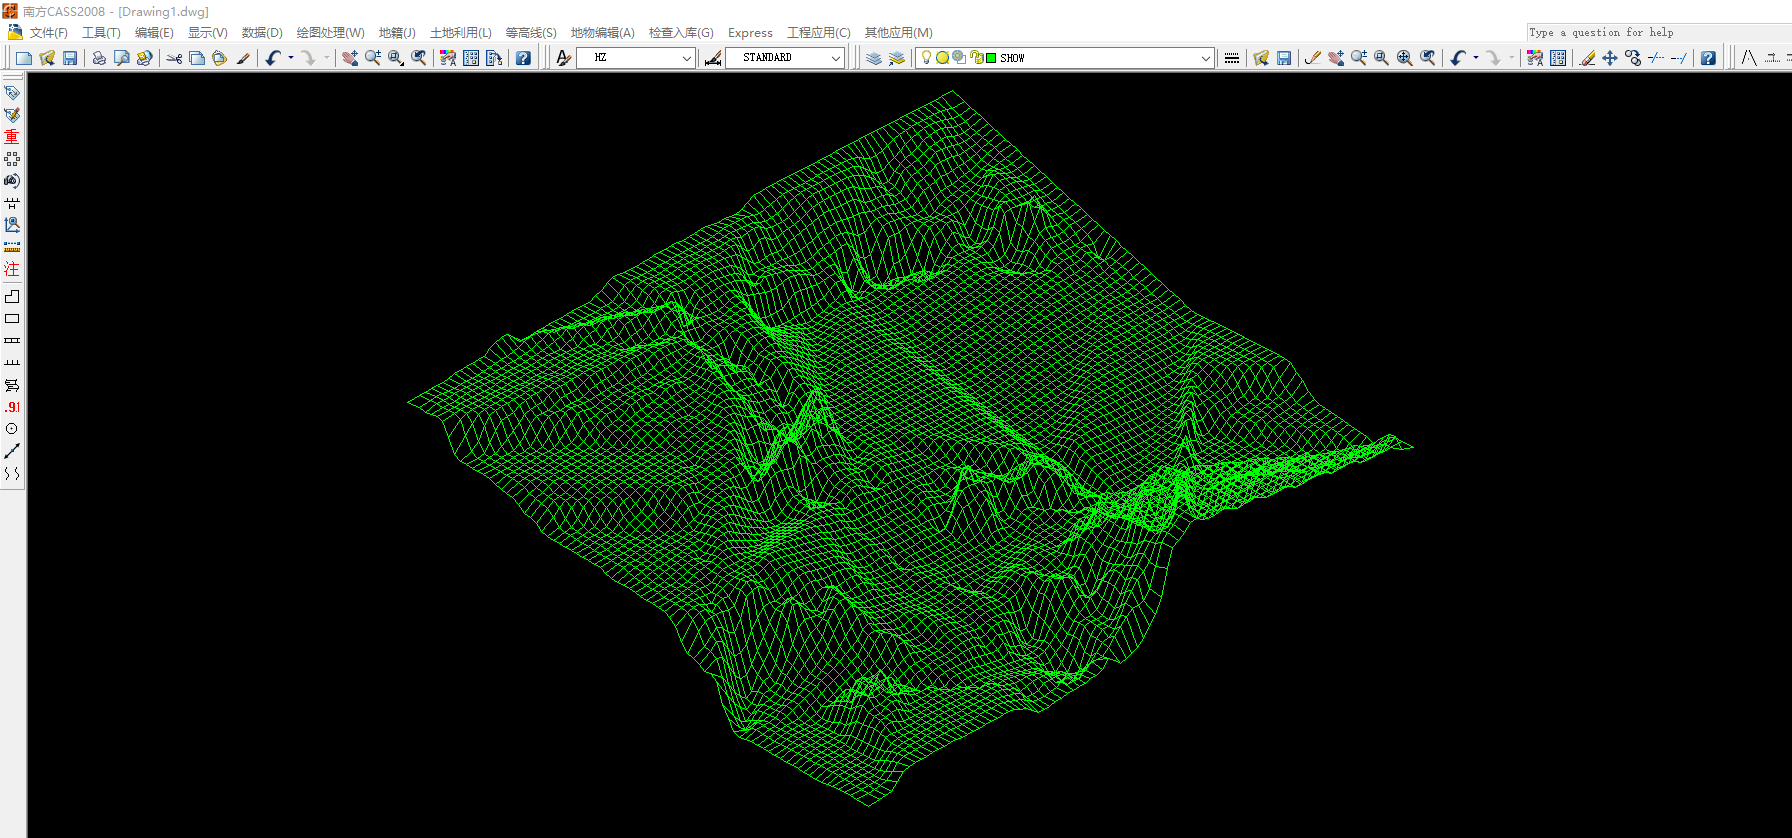 南方CASS2008 - [Drawing1.dwg]
文件(F) 工具(T) 编辑(E) 显示(V) 数据(D) 绘图处理(W) 地籍(J) 土地利用(L) 等高线(S) 地物编辑(A) 检查入库(G) Express 工程应用(C) 其他应用(M)
Type a question for help
HZ STANDARD SHOW
重
注
.91